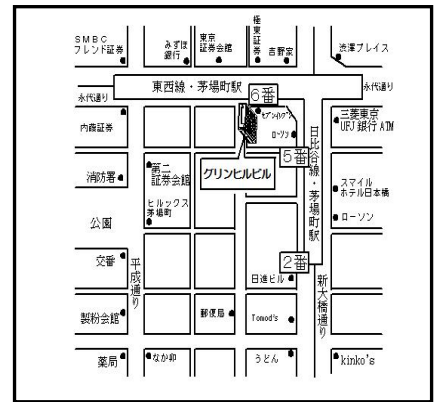 SMBC
フレンド証券
みずほ
銀行
東京
証券会館
極東証券
吉野家
渋澤プレイス
東西線・茅場町駅
6番
永代通り
永代通り
内藤証券
セブンイレブン
ローソン
三菱東京
UFJ銀行ATM
5番
日比谷線・茅場町駅
消防署
第二
証券会館
グリンヒルビル
スマイル
ホテル日本橋
ヒルックス
茅場町
ローソン
公園
交番
平成通り
2番
日進ビル
新大橋通り
製粉会館
郵便局
Tomod's
薬局
なか卯
うどん
kinko's